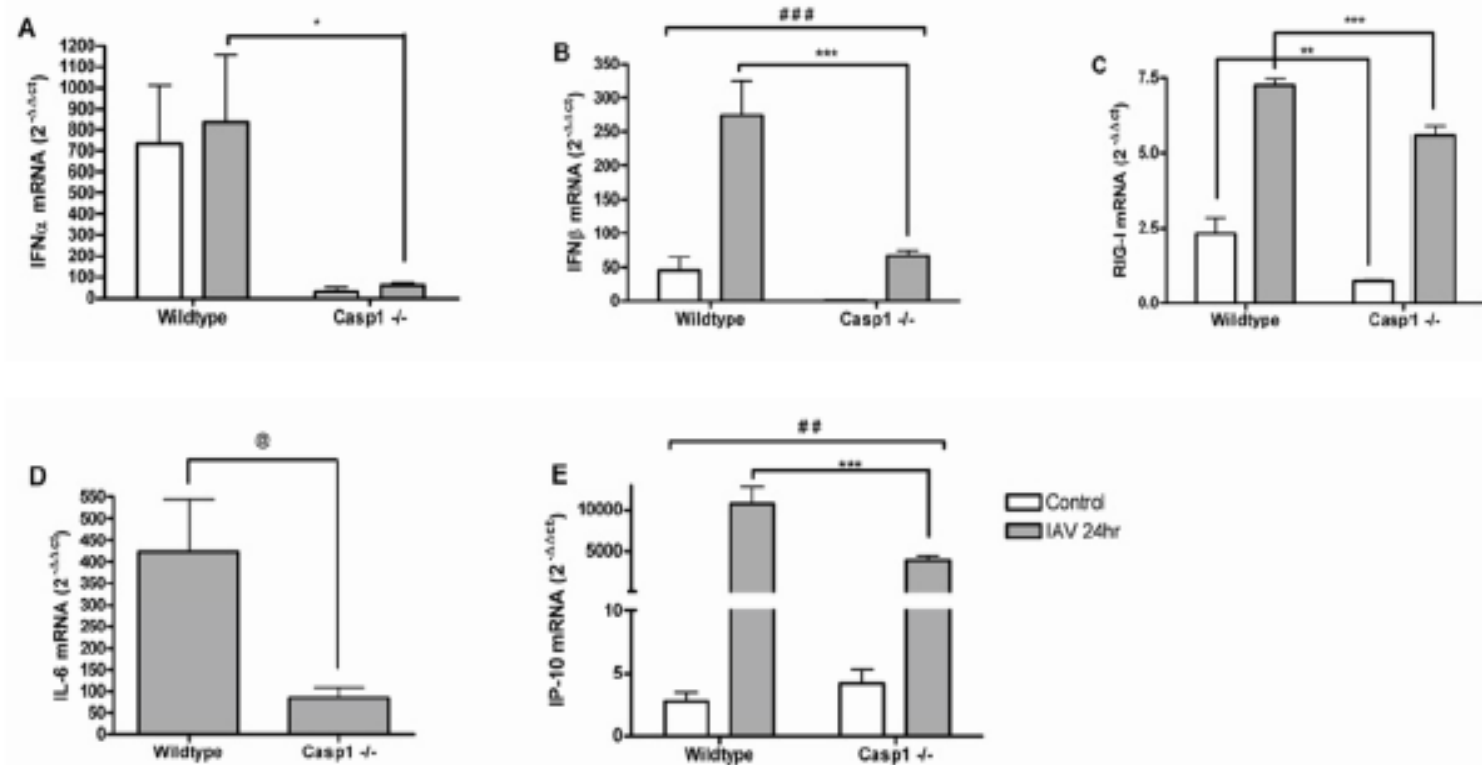 A
*
IFNα mRNA (2^-ΔΔct)
1200
1100
1000
900
800
700
600
500
400
300
200
100
0
Wildtype Casp1 -/-
B
###
***
IFNβ mRNA (2^-ΔΔct)
350
300
250
200
150
100
50
0
Wildtype Casp1 -/-
C
***
**
RIG-I mRNA (2^-ΔΔct)
7.5
5.0
2.5
0.0
Wildtype Casp1 -/-
D
@
IL-6 mRNA (2^-ΔΔct)
550
500
450
400
350
300
250
200
150
100
50
0
Wildtype Casp1 -/-
E
##
***
IP-10 mRNA (2^-ΔΔct)
10000
5000
10
5
0
Wildtype Casp1 -/-
Control
IAV 24hr